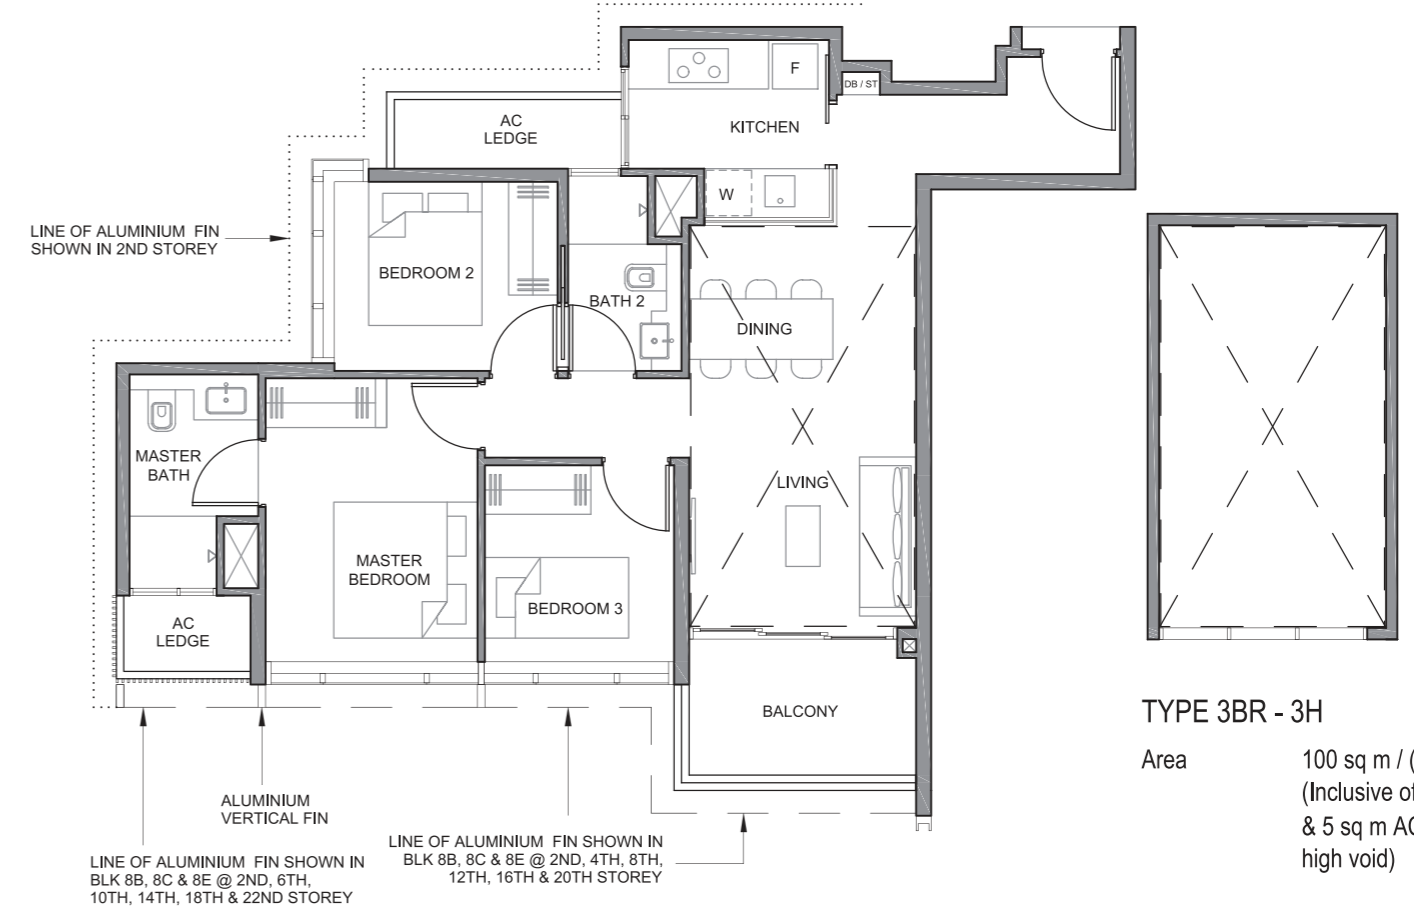 F
DB / ST
AC
LEDGE
KITCHEN
W
LINE OF ALUMINIUM FIN
SHOWN IN 2ND STOREY
BEDROOM 2
BATH 2
DINING
MASTER
BATH
LIVING
MASTER
BEDROOM
BEDROOM 3
AC
LEDGE
BALCONY
TYPE 3BR - 3H
Area
100 sq m / (
(Inclusive of
& 5 sq m AC
high void)
ALUMINIUM
VERTICAL FIN
LINE OF ALUMINIUM FIN SHOWN IN
BLK 8B, 8C & 8E @ 2ND, 6TH,
10TH, 14TH, 18TH & 22ND STOREY
LINE OF ALUMINIUM FIN SHOWN IN
BLK 8B, 8C & 8E @ 2ND, 4TH, 8TH,
12TH, 16TH & 20TH STOREY